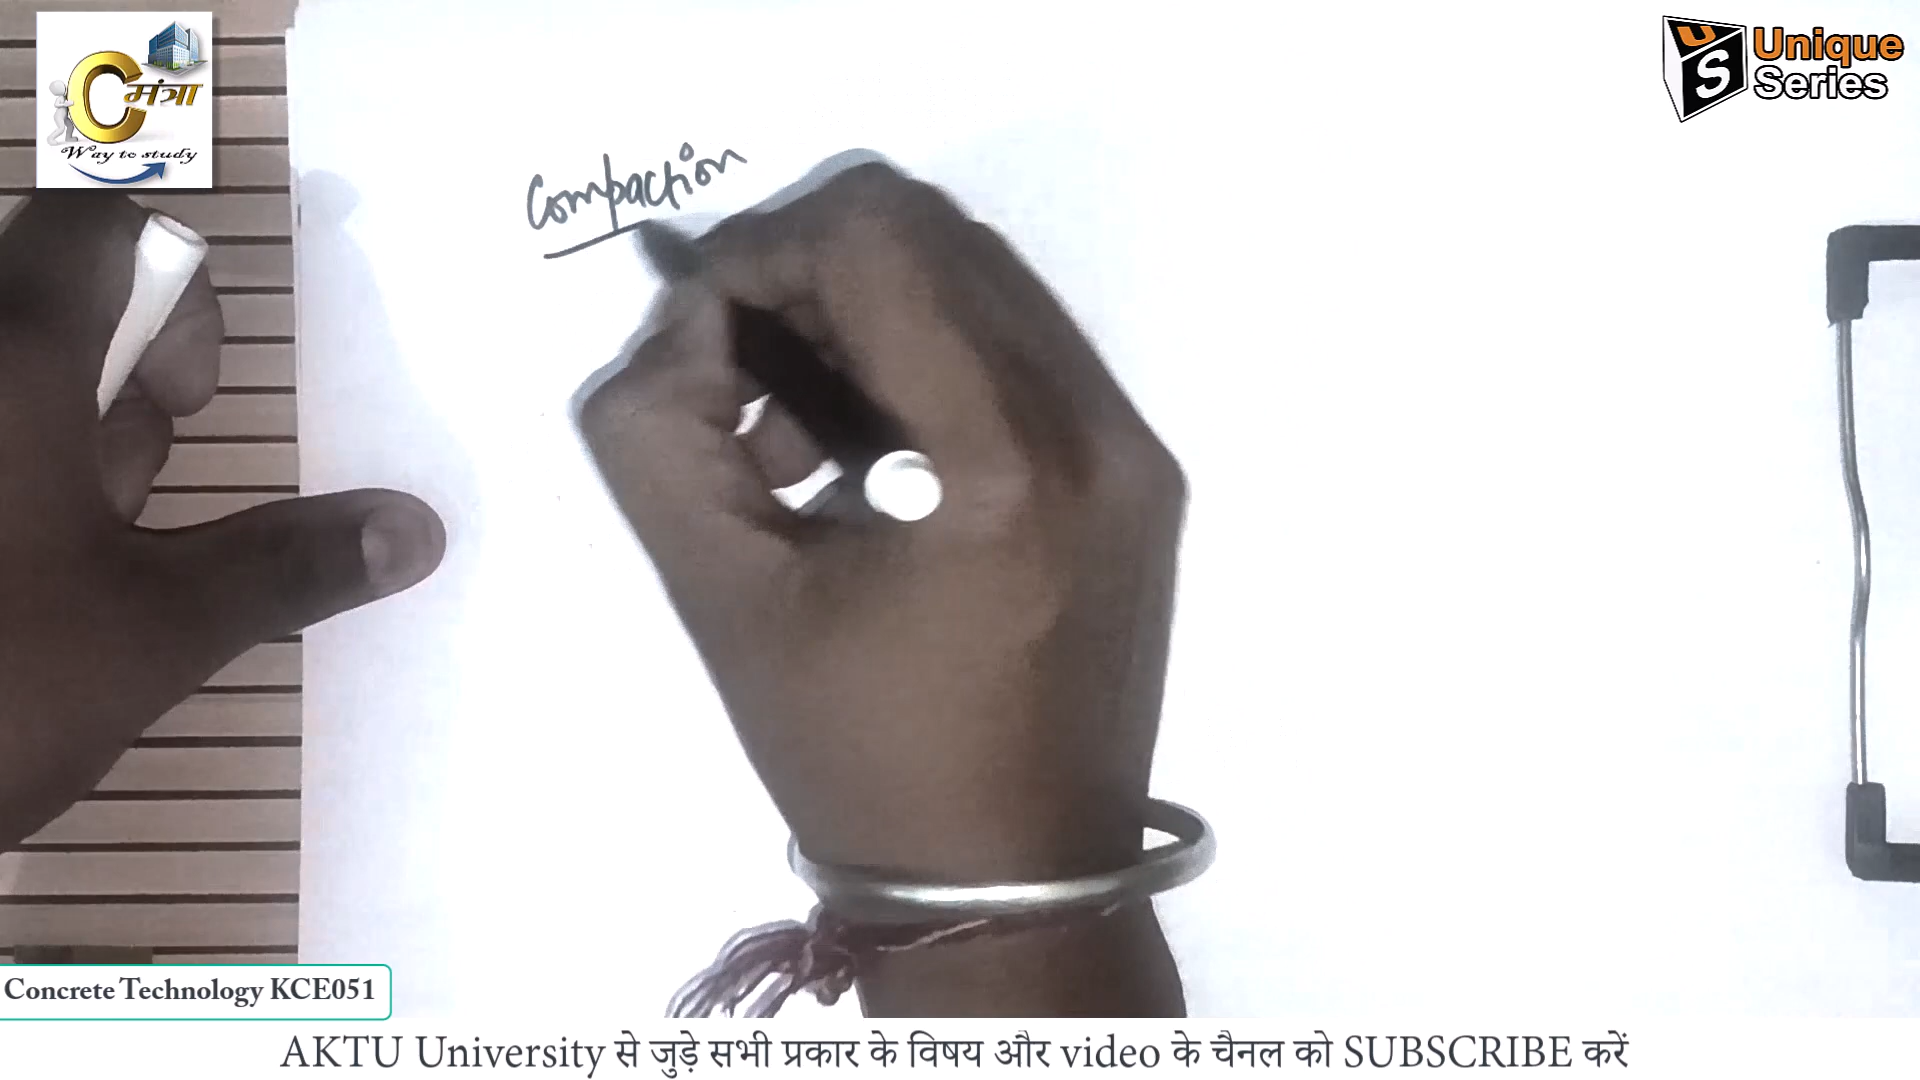 C मंत्रा
Way to study
US Unique
Series
Compaction
Concrete Technology KCE051
AKTU University से जुड़े सभी प्रकार के विषय और video के चैनल को SUBSCRIBE करें